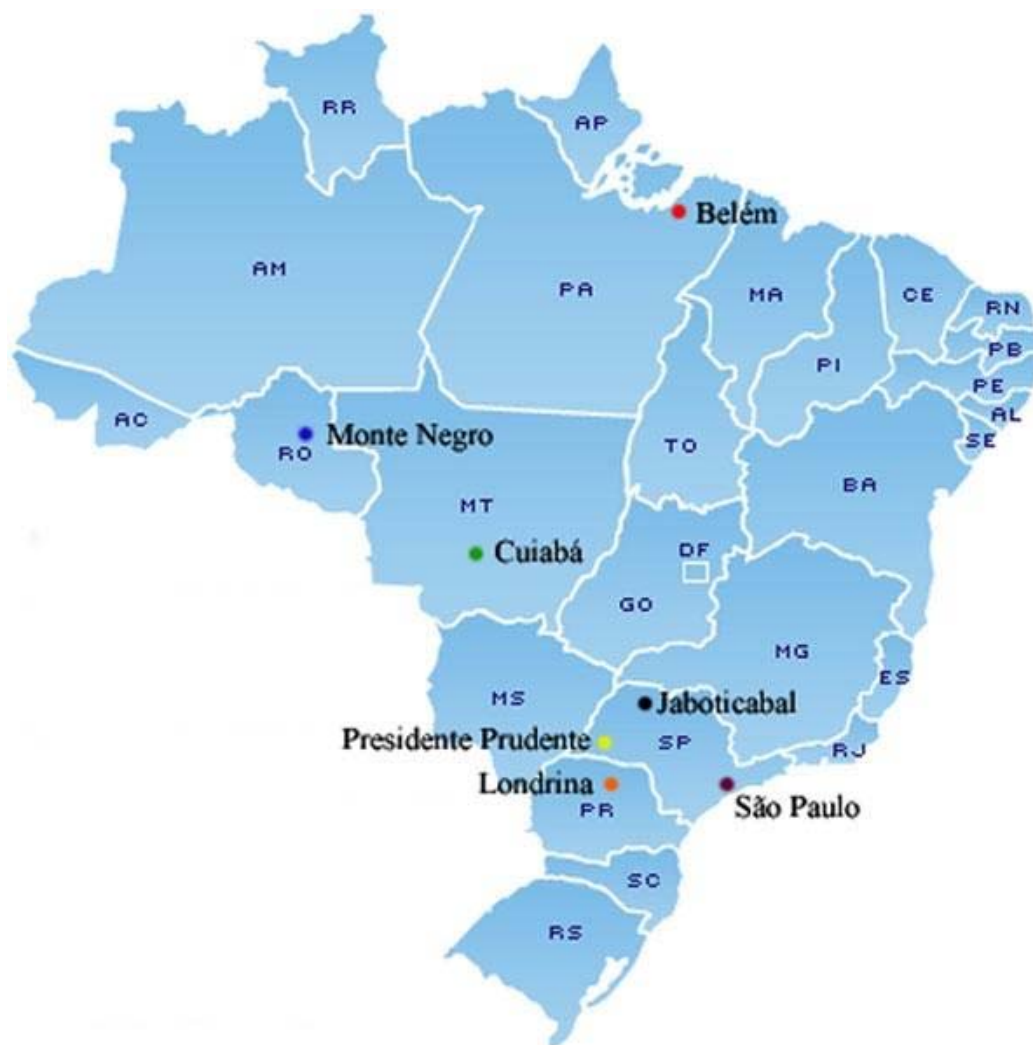 RR
AP
Belém
AM
PA
MA
CE
RN
PB
PI
PE
AL
AC
Monte Negro
TO
SE
RO
BA
MT
Cuiabá
DF
GO
MG
ES
MS
Jaboticabal
Presidente Prudente
SP
RJ
Londrina
PR
São Paulo
SC
RS